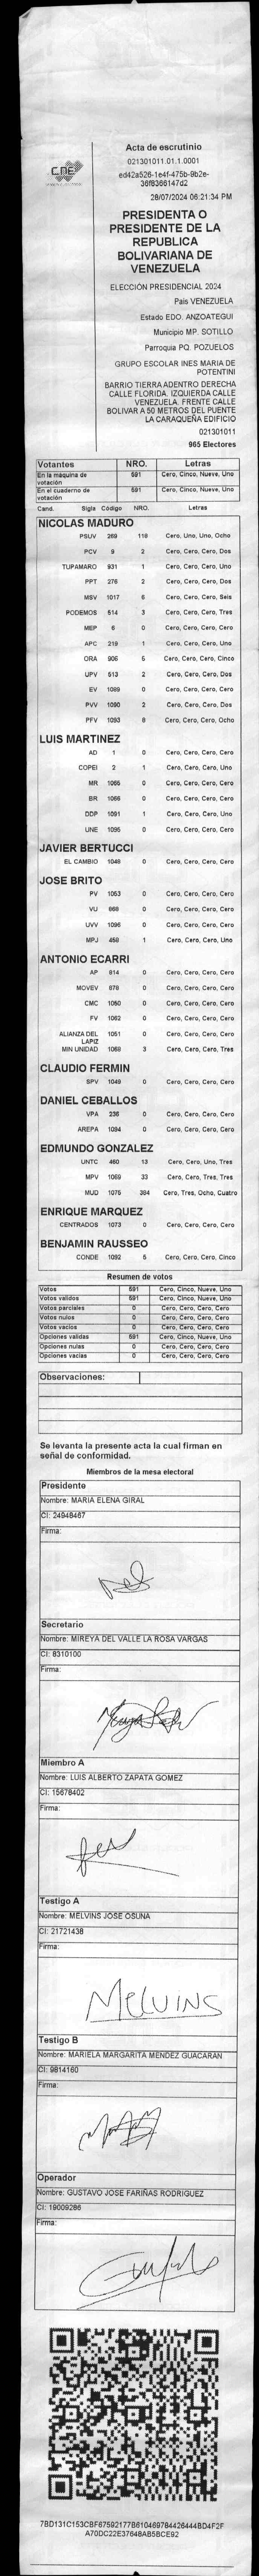 CNE
Acta de escrutinio
021301011.01.1.0001
ed42a526-1e4f-475b-9b2e-
36f8366147d2
28/07/2024 06:21:34 PM
PRESIDENTA O
PRESIDENTE DE LA
REPUBLICA
BOLIVARIANA DE
VENEZUELA
ELECCIÓN PRESIDENCIAL 2024
País VENEZUELA
Estado EDO. ANZOATEGUI
Municipio MP. SOTILLO
Parroquia PQ. POZUELOS
GRUPO ESCOLAR INES MARIA DE
POTENTINI
BARRIO TIERRA ADENTRO DERECHA
CALLE FLORIDA. IZQUIERDA CALLE
VENEZUELA. FRENTE CALLE
BOLIVAR A 50 METROS DEL PUENTE
LA CARAQUEÑA EDIFICIO
021301011
965 Electores
Votantes NRO. Letras
En la máquina de votación 591 Cero, Cinco, Nueve, Uno
En el cuaderno de votación 591 Cero, Cinco, Nueve, Uno
Cand. Sigla Código NRO. Letras
NICOLAS MADURO
PSUV 269 118 Cero, Uno, Uno, Ocho
PCV 9 2 Cero, Cero, Cero, Dos
TUPAMARO 931 1 Cero, Cero, Cero, Uno
PPT 276 2 Cero, Cero, Cero, Dos
MSV 1017 6 Cero, Cero, Cero, Seis
PODEMOS 514 3 Cero, Cero, Cero, Tres
MEP 6 0 Cero, Cero, Cero, Cero
APC 219 1 Cero, Cero, Cero, Uno
ORA 906 5 Cero, Cero, Cero, Cinco
UPV 513 2 Cero, Cero, Cero, Dos
EV 1089 0 Cero, Cero, Cero, Cero
PVV 1090 2 Cero, Cero, Cero, Dos
PFV 1093 8 Cero, Cero, Cero, Ocho
LUIS MARTINEZ
AD 1 0 Cero, Cero, Cero, Cero
COPEI 2 1 Cero, Cero, Cero, Uno
MR 1065 0 Cero, Cero, Cero, Cero
BR 1066 0 Cero, Cero, Cero, Cero
DDP 1091 1 Cero, Cero, Cero, Uno
UNE 1095 0 Cero, Cero, Cero, Cero
JAVIER BERTUCCI
EL CAMBIO 1048 0 Cero, Cero, Cero, Cero
JOSE BRITO
PV 1053 0 Cero, Cero, Cero, Cero
VU 868 0 Cero, Cero, Cero, Cero
UVV 1096 0 Cero, Cero, Cero, Cero
MPJ 458 1 Cero, Cero, Cero, Uno
ANTONIO ECARRI
AP 814 0 Cero, Cero, Cero, Cero
MOVEV 878 0 Cero, Cero, Cero, Cero
CMC 1050 0 Cero, Cero, Cero, Cero
FV 1062 0 Cero, Cero, Cero, Cero
ALIANZA DEL LAPIZ 1051 0 Cero, Cero, Cero, Cero
MIN UNIDAD 1068 3 Cero, Cero, Cero, Tres
CLAUDIO FERMIN
SPV 1049 0 Cero, Cero, Cero, Cero
DANIEL CEBALLOS
VPA 236 0 Cero, Cero, Cero, Cero
AREPA 1094 0 Cero, Cero, Cero, Cero
EDMUNDO GONZALEZ
UNTC 460 13 Cero, Cero, Uno, Tres
MPV 1069 33 Cero, Cero, Tres, Tres
MUD 1075 384 Cero, Tres, Ocho, Cuatro
ENRIQUE MARQUEZ
CENTRADOS 1073 0 Cero, Cero, Cero, Cero
BENJAMIN RAUSSEO
CONDE 1092 5 Cero, Cero, Cero, Cinco
Resumen de votos
Votos 591 Cero, Cinco, Nueve, Uno
Votos validos 591 Cero, Cinco, Nueve, Uno
Votos parciales 0 Cero, Cero, Cero, Cero
Votos nulos 0 Cero, Cero, Cero, Cero
Votos vacios 0 Cero, Cero, Cero, Cero
Opciones validas 591 Cero, Cinco, Nueve, Uno
Opciones nulas 0 Cero, Cero, Cero, Cero
Opciones vacias 0 Cero, Cero, Cero, Cero
Observaciones:
Se levanta la presente acta la cual firman en
señal de conformidad.
Miembros de la mesa electoral
Presidente
Nombre: MARIA ELENA GIRAL
CI: 24948467
Firma:
Secretario
Nombre: MIREYA DEL VALLE LA ROSA VARGAS
CI: 8310100
Firma:
Miembro A
Nombre: LUIS ALBERTO ZAPATA GOMEZ
CI: 15678402
Firma:
Testigo A
Nombre: MELVINS JOSE OSUNA
CI: 21721438
Firma:
MELVINS
Testigo B
Nombre: MARIELA MARGARITA MENDEZ GUACARAN
CI: 9814160
Firma:
Operador
Nombre: GUSTAVO JOSE FARIÑAS RODRIGUEZ
CI: 19009286
Firma:
7BD131C153CBF67592177B610469784426444BD4F2F
A70DC22E37648AB5BCE92